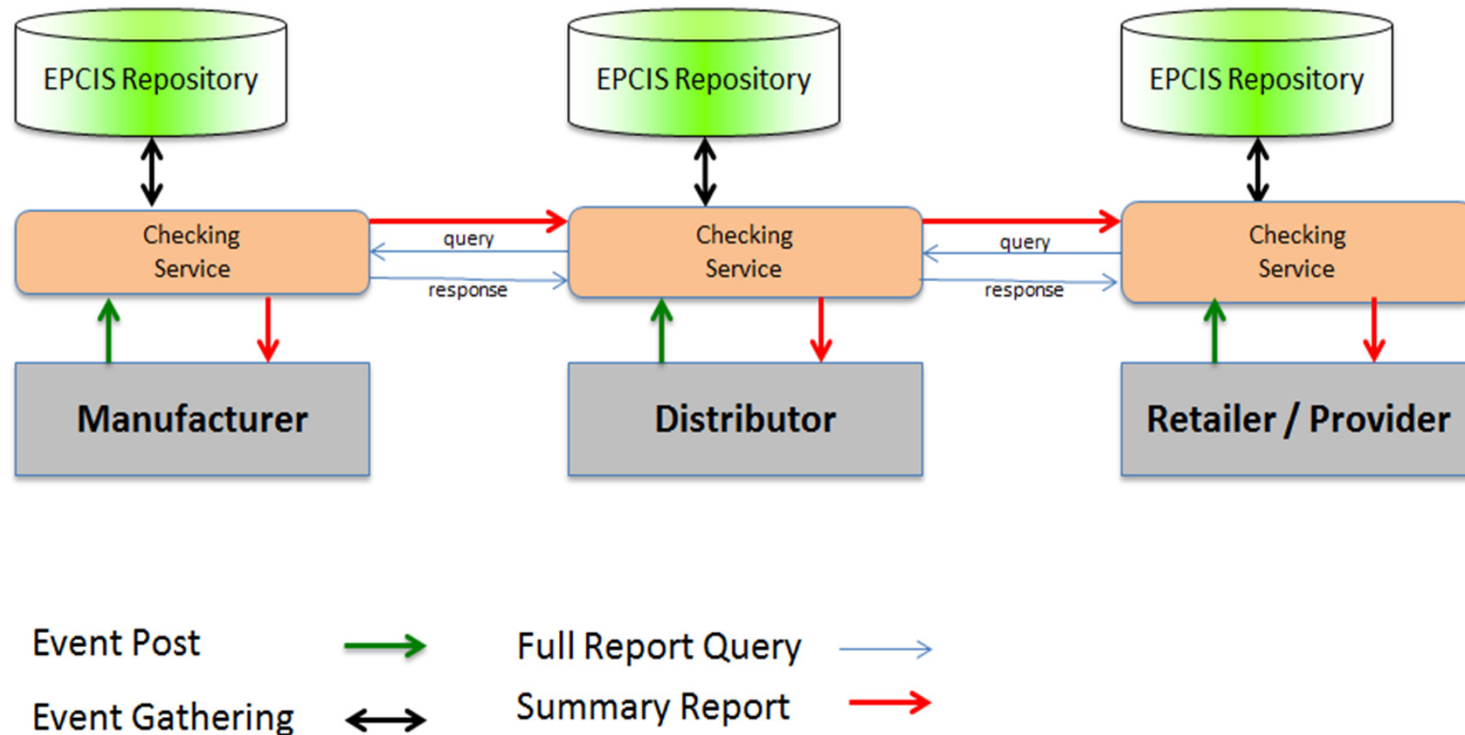 EPCIS Repository
EPCIS Repository
EPCIS Repository
Checking
Service
query
response
Checking
Service
query
response
Checking
Service
Manufacturer
Distributor
Retailer / Provider
Event Post
Full Report Query
Event Gathering
Summary Report